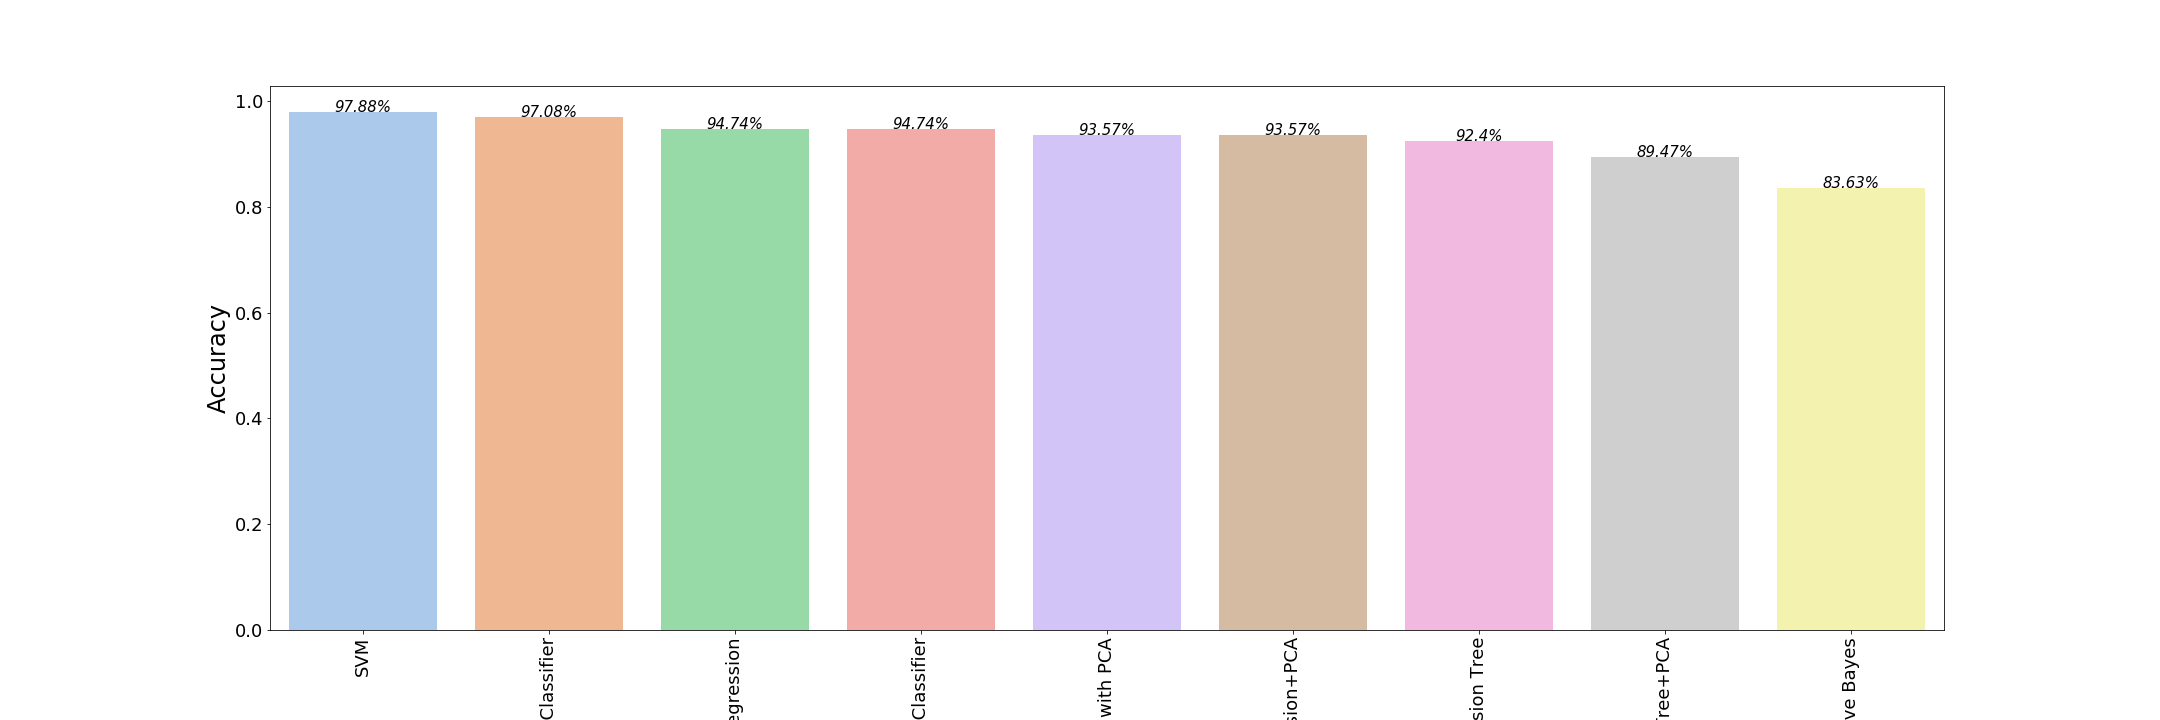 1.0
0.8
0.6
0.4
0.2
0.0
Accuracy
97.88%
97.08%
94.74%
94.74%
93.57%
93.57%
92.4%
89.47%
83.63%
SVM
Classifier
egression
Classifier
with PCA
sion+PCA
sion Tree
Tree+PCA
ve Bayes